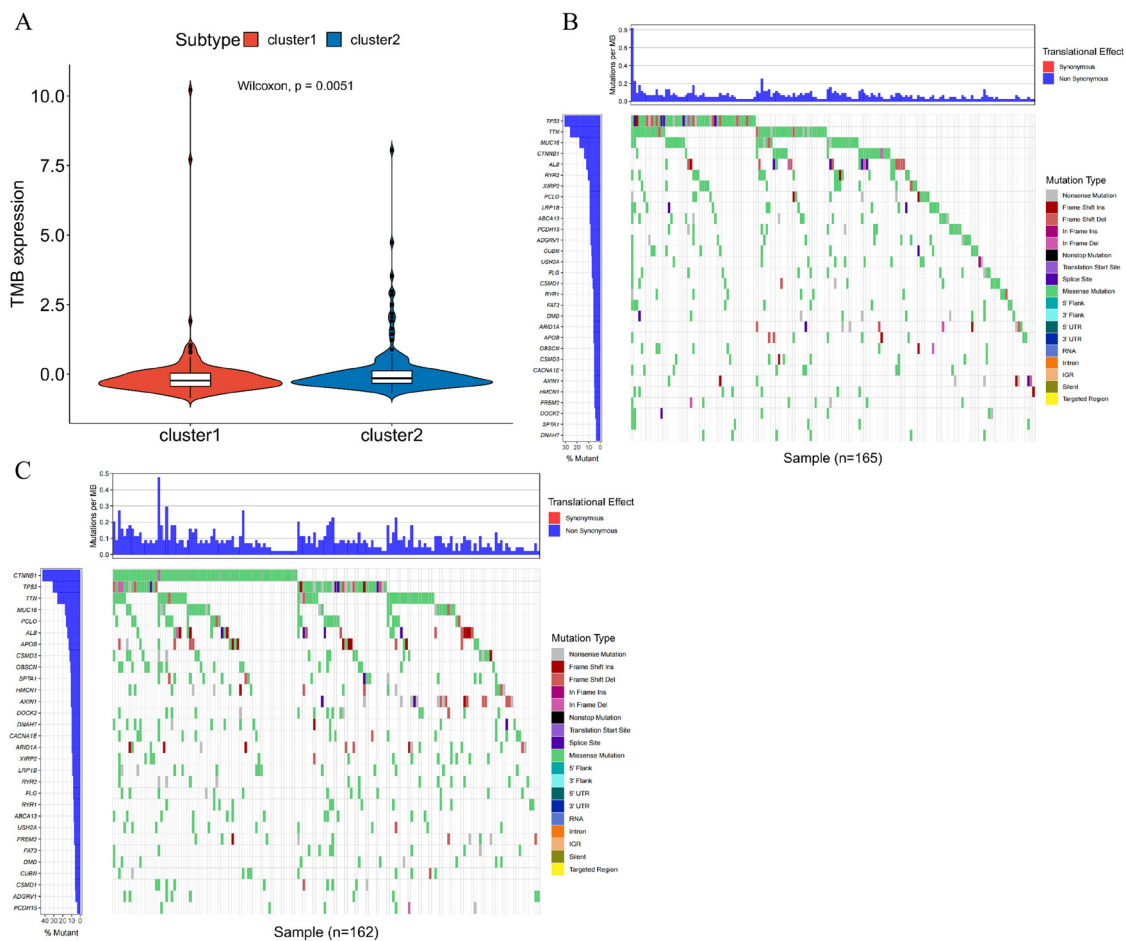 A
Subtype cluster1 cluster2
Wilcoxon, p = 0.0051
TMB expression
10.0
7.5
5.0
2.5
0.0
cluster1 cluster2
B
Mutations per MB
0.8
0.6
0.4
0.2
0.0
Translational Effect
Synonymous
Non Synonymous
TP53
TTN
MUC16
CTNNB1
ALB
RYR2
XIRP2
PCLO
LRP1B
ABCA13
PCDH15
ADGRV1
CUBN
USH2A
FLG
CSMD1
RYR1
FAT3
DMD
ARID1A
APOB
OBSCN
CSMD3
CACNA1E
AXIN1
HMCN1
FREM2
DOCK2
SPTA1
DNAH7
30 20 10 0
% Mutant
Sample (n=165)
Mutation Type
Nonsense Mutation
Frame Shift Ins
Frame Shift Del
In Frame Ins
In Frame Del
Nonstop Mutation
Translation Start Site
Splice Site
Missense Mutation
5' Flank
3' Flank
5' UTR
3' UTR
RNA
Intron
IGR
Silent
Targeted Region
C
Mutations per MB
0.5
0.4
0.3
0.2
0.1
0.0
Translational Effect
Synonymous
Non Synonymous
CTNNB1
TP53
TTN
MUC16
PCLO
ALB
APOB
CSMD3
OBSCN
SPTA1
HMCN1
AXIN1
DOCK2
DNAH7
CACNA1E
ARID1A
XIRP2
LRP1B
RYR2
FLG
RYR1
ABCA13
USH2A
FREM2
FAT3
DMD
CUBN
CSMD1
ADGRV1
PCDH15
40 30 20 10 0
% Mutant
Sample (n=162)
Mutation Type
Nonsense Mutation
Frame Shift Ins
Frame Shift Del
In Frame Ins
In Frame Del
Nonstop Mutation
Translation Start Site
Splice Site
Missense Mutation
5' Flank
3' Flank
5' UTR
3' UTR
RNA
Intron
IGR
Silent
Targeted Region